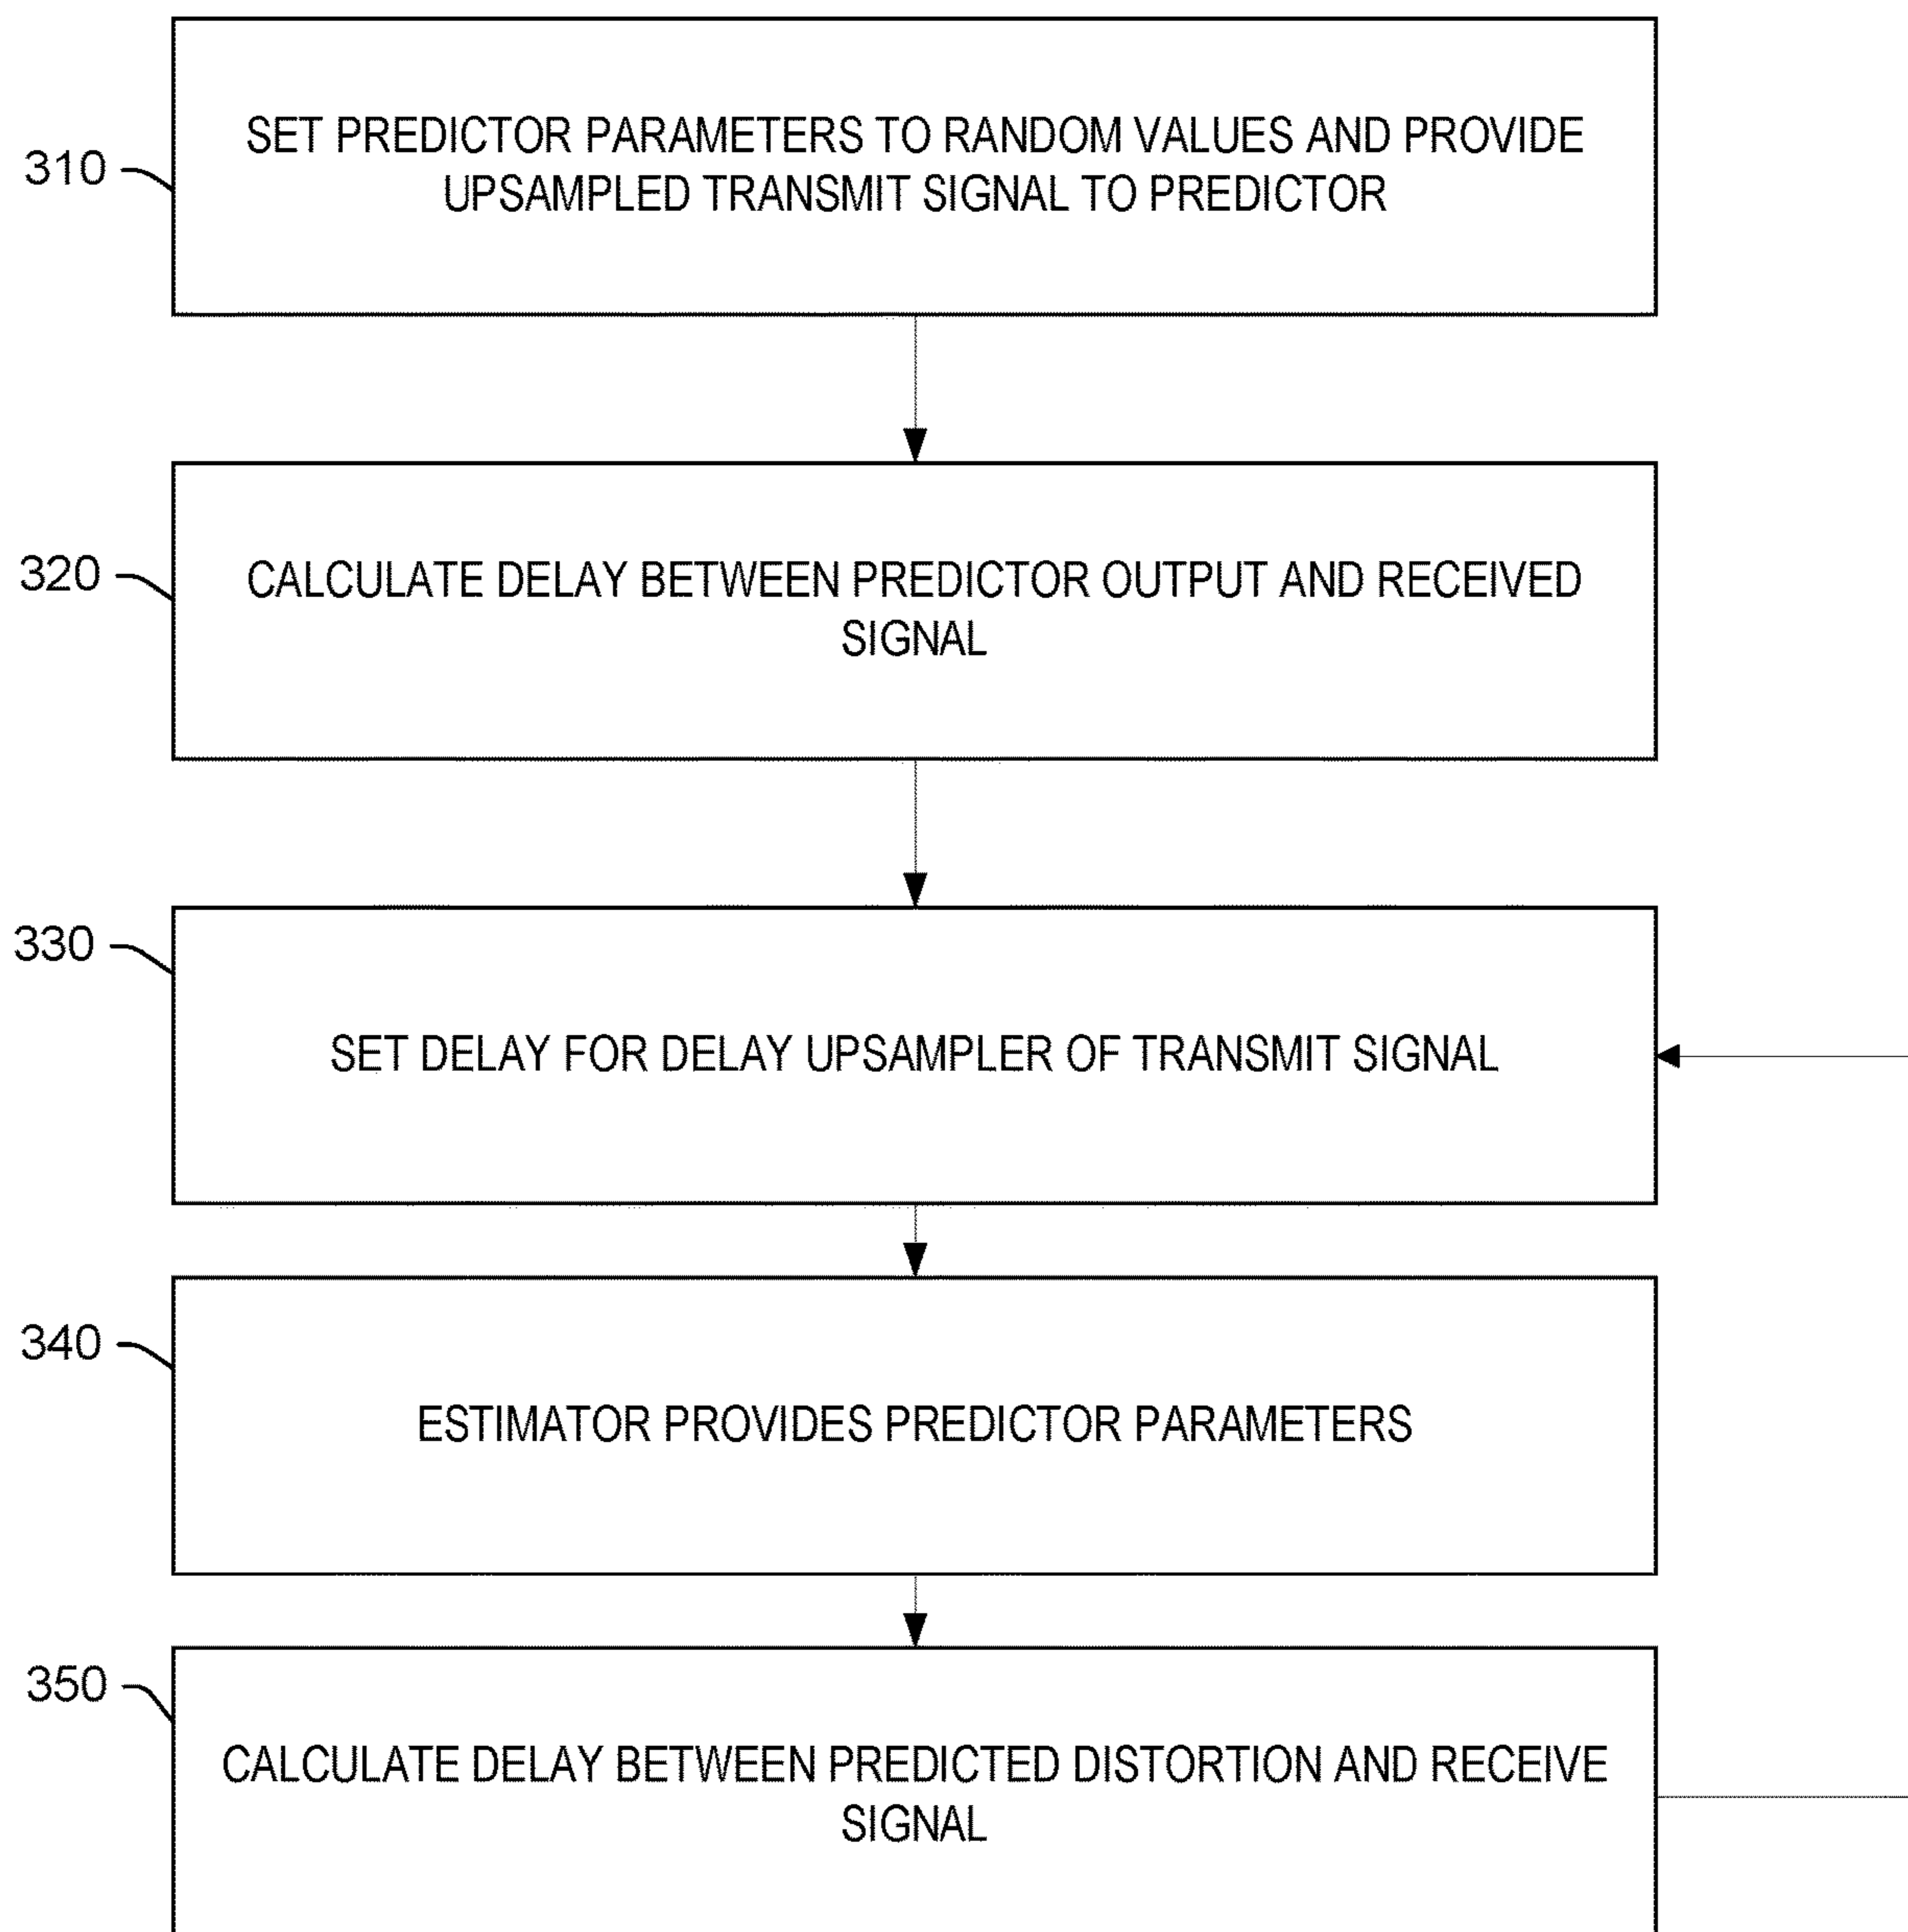 310
SET PREDICTOR PARAMETERS TO RANDOM VALUES AND PROVIDE
UPSAMPLED TRANSMIT SIGNAL TO PREDICTOR
320
CALCULATE DELAY BETWEEN PREDICTOR OUTPUT AND RECEIVED
SIGNAL
330
SET DELAY FOR DELAY UPSAMPLER OF TRANSMIT SIGNAL
340
ESTIMATOR PROVIDES PREDICTOR PARAMETERS
350
CALCULATE DELAY BETWEEN PREDICTED DISTORTION AND RECEIVE
SIGNAL